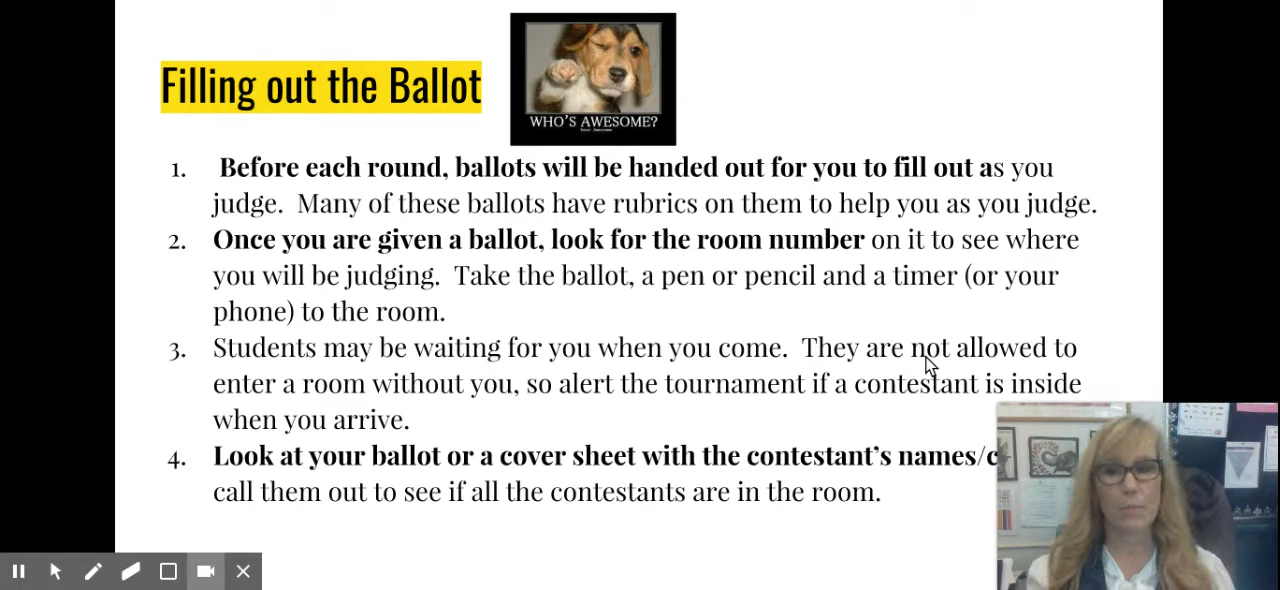 Filling out the Ballot
WHO'S AWESOME?
1. Before each round, ballots will be handed out for you to fill out as you
judge. Many of these ballots have rubrics on them to help you as you judge.
2. Once you are given a ballot, look for the room number on it to see where
you will be judging. Take the ballot, a pen or pencil and a timer (or your
phone) to the room.
3. Students may be waiting for you when you come. They are not allowed to
enter a room without you, so alert the tournament if a contestant is inside
when you arrive.
4. Look at your ballot or a cover sheet with the contestant's names/c
call them out to see if all the contestants are in the room.